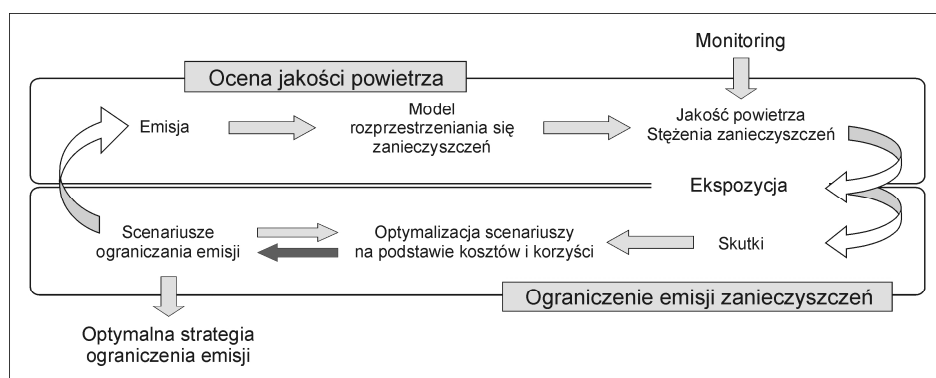 Monitoring
Ocena jakości powietrza
Emisja
Model
rozprzestrzeniania się
zanieczyszczeń
Jakość powietrza
Stężenia zanieczyszczeń
Ekspozycja
Scenariusze
ograniczania emisji
Optymalizacja scenariuszy
na podstawie kosztów i korzyści
Skutki
Ograniczenie emisji zanieczyszczeń
Optymalna strategia
ograniczenia emisji